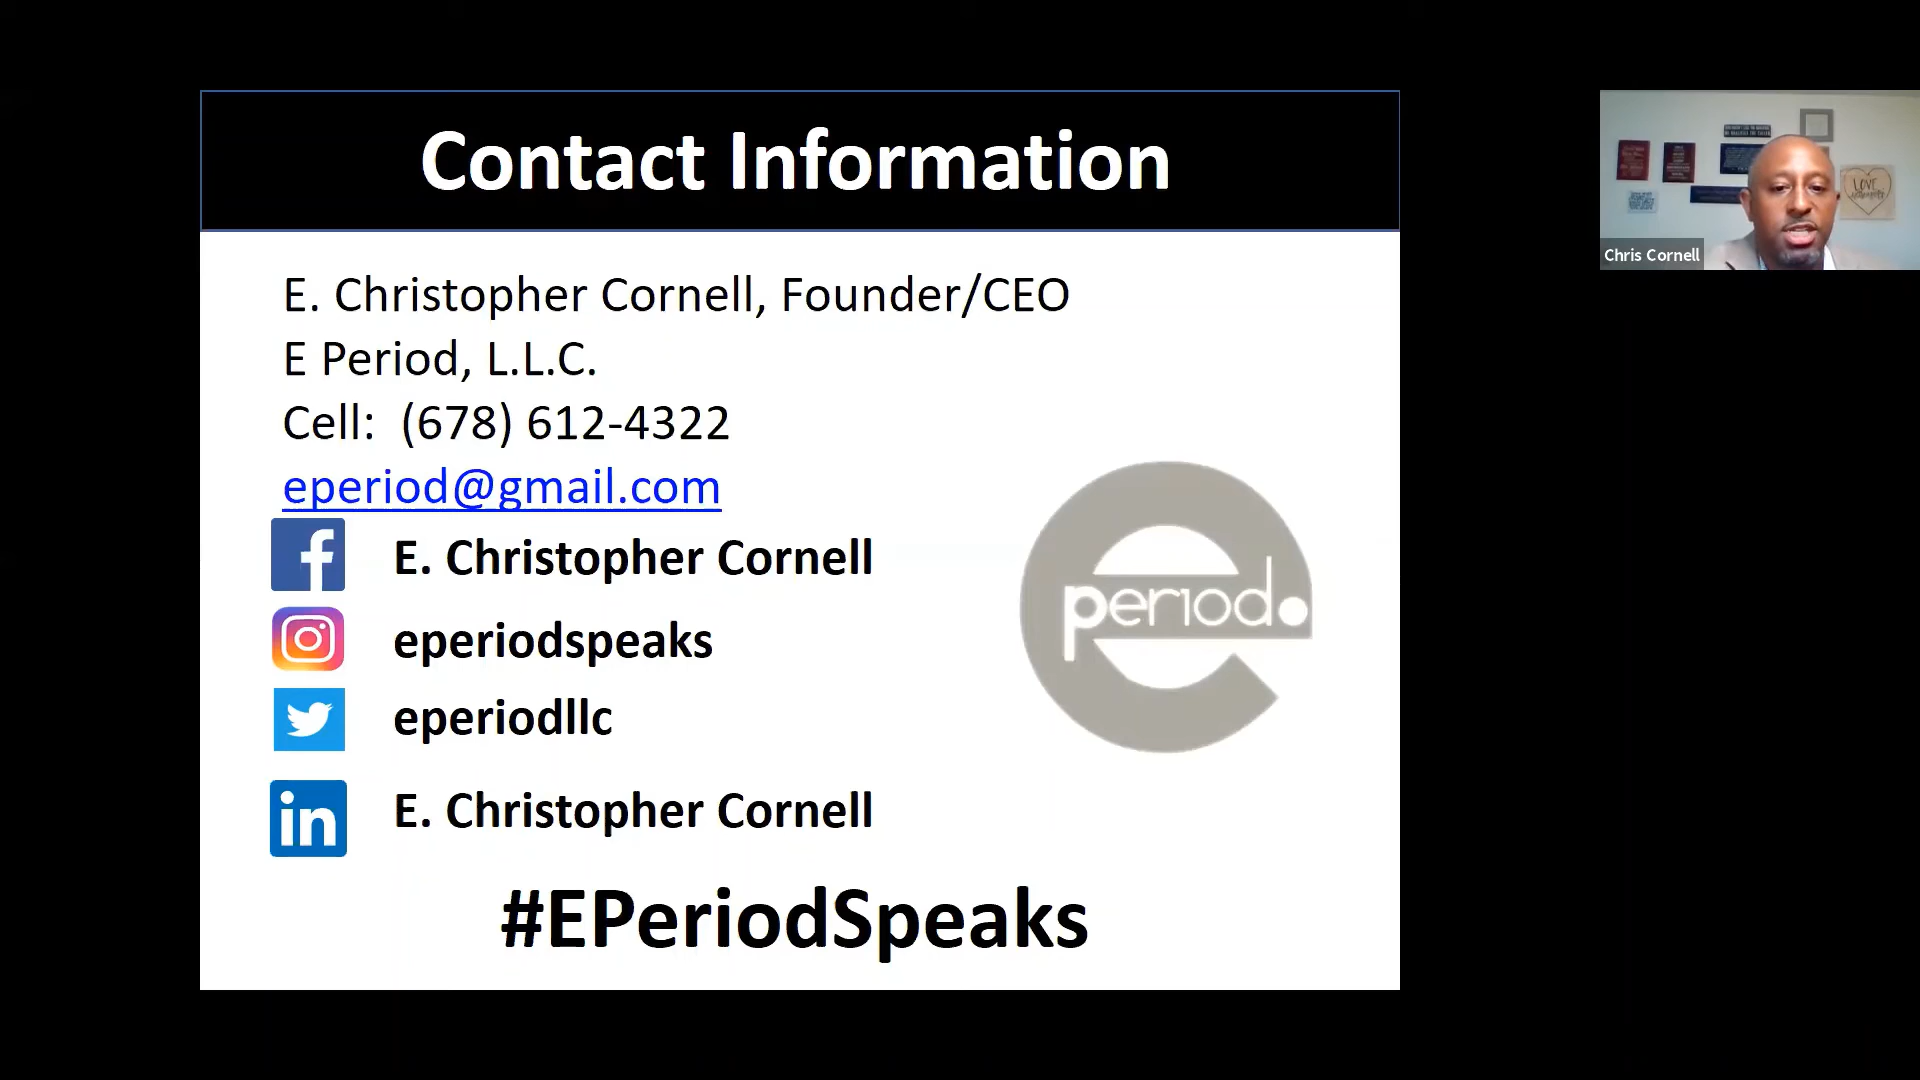 Contact Information
E. Christopher Cornell, Founder/CEO
E Period, L.L.C.
Cell: (678) 612-4322
eperiod@gmail.com
E. Christopher Cornell
eperiodspeaks
eperiodllc
E. Christopher Cornell
#EPeriodSpeaks
period.
Chris Cornell
LOVE